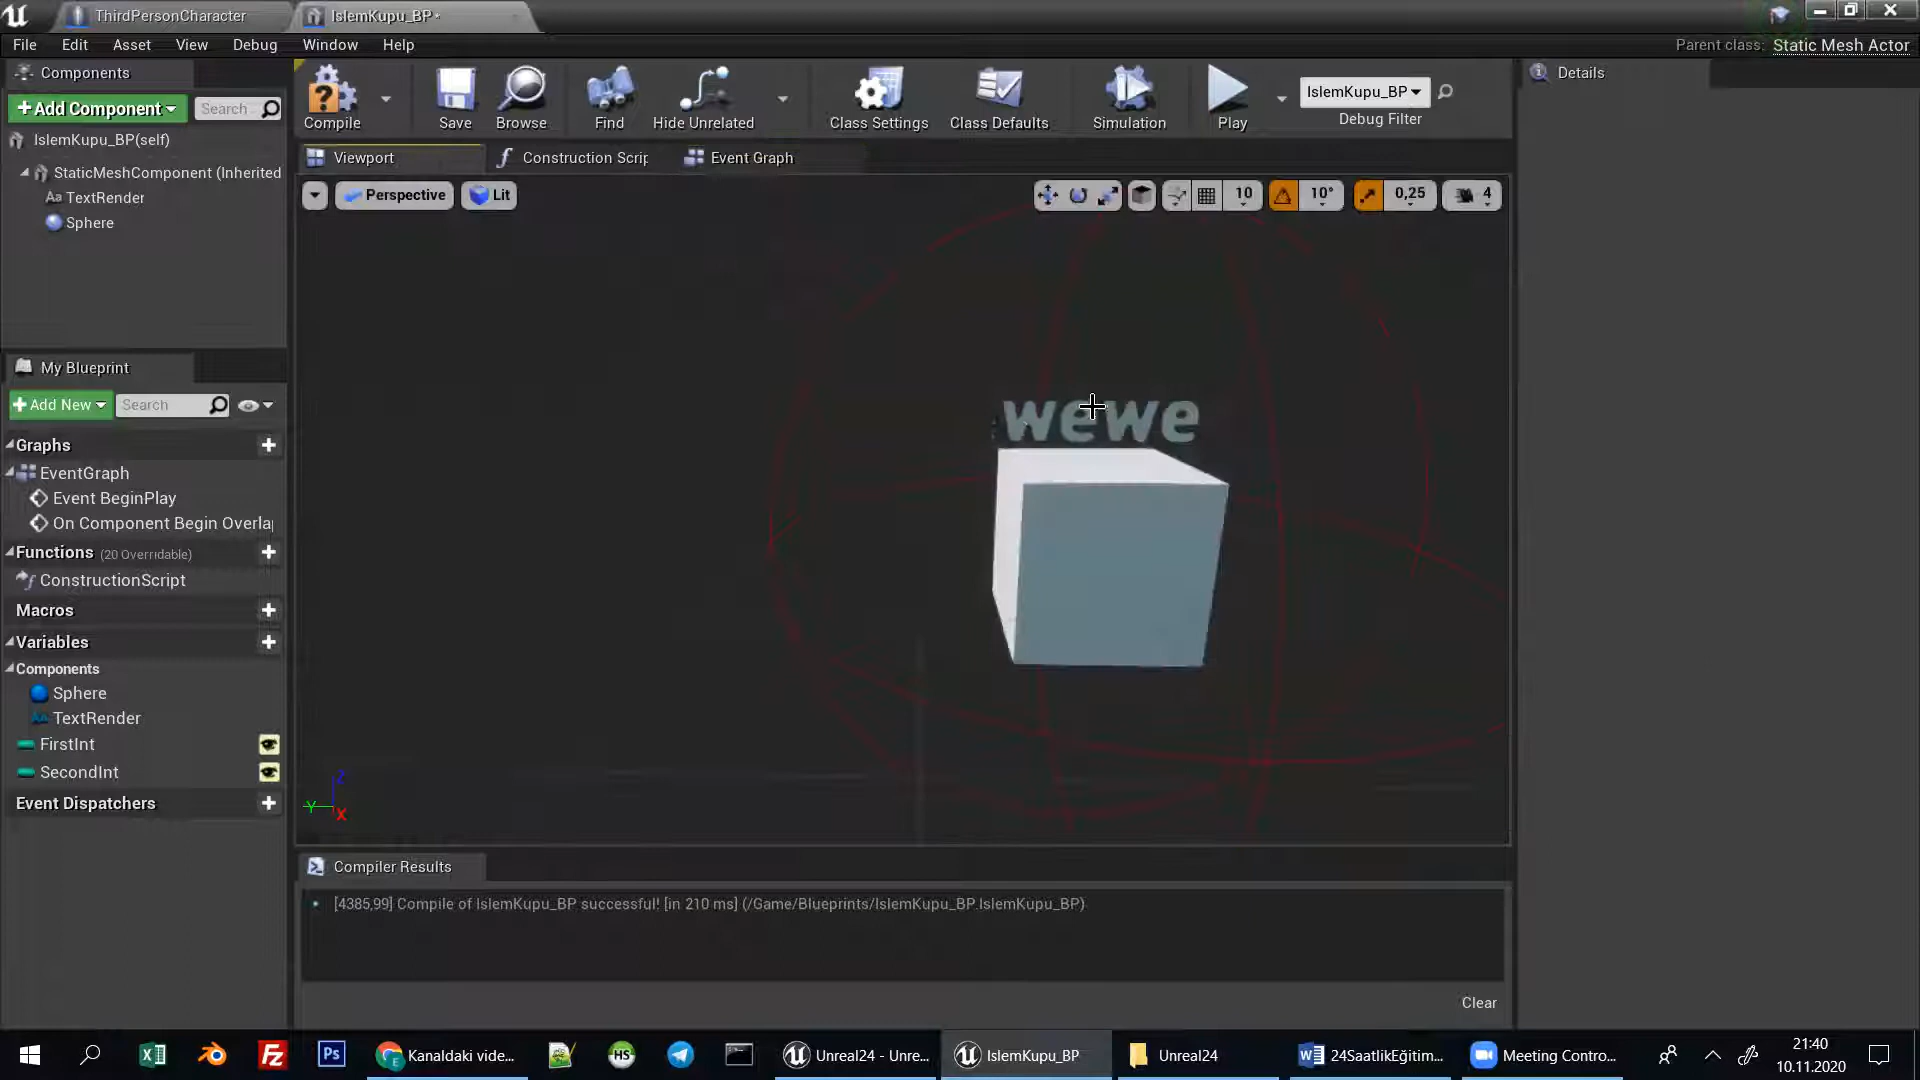 ThirdPersonCharacter
IslemKupu_BP*
File Edit Asset View Debug Window Help
Parent class: Static Mesh Actor
Components
Details
+Add Component
Search
Compile
Save
Browse
Find
Hide Unrelated
Class Settings
Class Defaults
Simulation
Play
IslemKupu_BP
Debug Filter
IslemKupu_BP(self)
StaticMeshComponent (Inherited
TextRender
Sphere
Viewport
Construction Scrip
Event Graph
Perspective
Lit
10
10°
0,25
4
wewe
My Blueprint
+Add New
Search
Graphs
EventGraph
Event BeginPlay
On Component Begin Overla
Functions (20 Overridable)
ConstructionScript
Macros
Variables
Components
Sphere
TextRender
FirstInt
SecondInt
Event Dispatchers
Z
Y
X
Compiler Results
[4385,99] Compile of IslemKupu_BP successful! [in 210 ms] (/Game/Blueprints/IslemKupu_BP.IslemKupu_BP)
Clear
Kanaldaki vide...
Unreal24 - Unre...
IslemKupu_BP
Unreal24
24SaatlikEğitim...
Meeting Contro...
21:40
10.11.2020